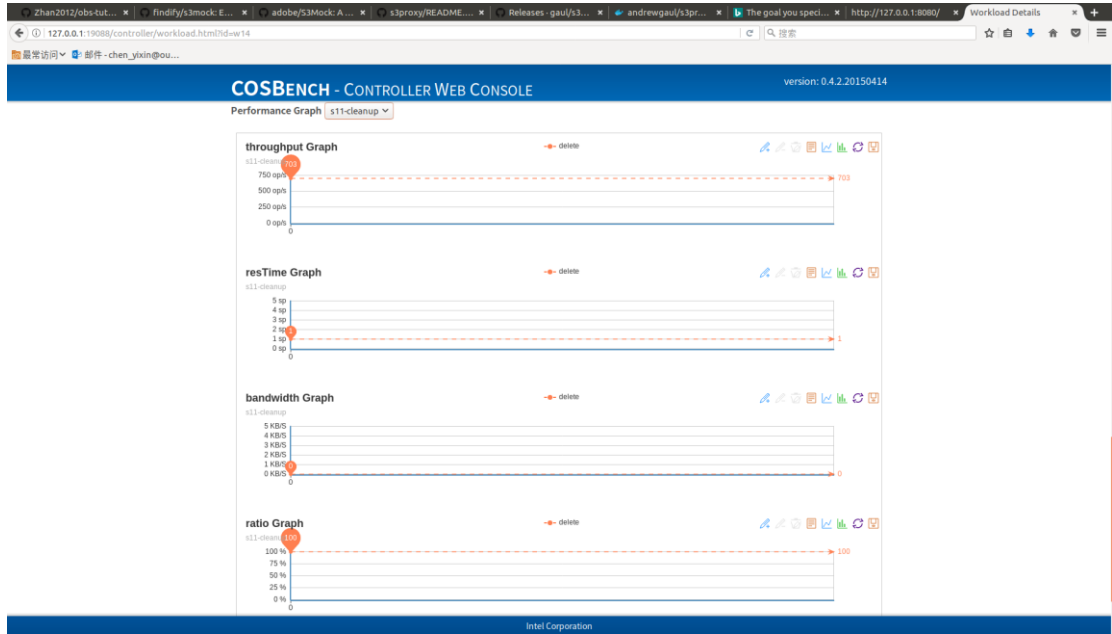 Zhan2012/obs-tut... × findify/s3mock: E... × adobe/S3Mock: A ... × s3proxy/README.... × Releases · gaul/s3... × andrewgaul/s3pr... × The goal you speci... × http://127.0.0.1:8080/ × Workload Details × +
127.0.0.1:19088/controller/workload.html?id=w14 搜索
最常访问 邮件 - chen_yixin@ou...
COSBENCH - CONTROLLER WEB CONSOLE version: 0.4.2.20150414
Performance Graph s11-cleanup
throughput Graph delete
703
750 op/s 703
500 op/s
250 op/s
0 op/s
0
resTime Graph delete
s11-cleanup
5 sp
4 sp
3 sp
2 sp
1
1 sp 1
0 sp
0
bandwidth Graph delete
s11-cleanup
5 KB/S
4 KB/S
3 KB/S
2 KB/S
1 KB/S
0
0 KB/S 0
0
ratio Graph delete
100
100 % 100
75 %
50 %
25 %
0 %
0
Intel Corporation